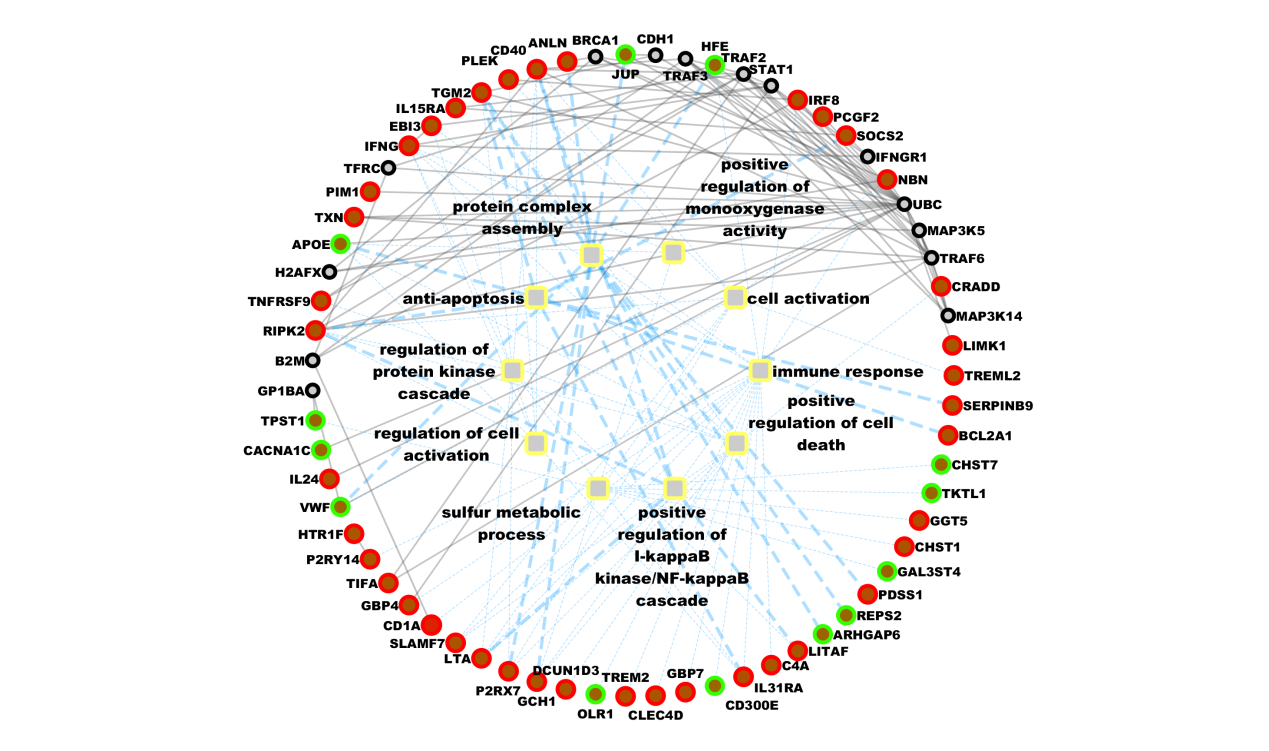 ANLN
BRCA1
CDH1
HFE
CD40
PLEK
JUP
TRAF3
TRAF2
STAT1
TGM2
IL15RA
EBI3
IFNG
TFRC
PIM1
TXN
APOE
H2AFX
TNFRSF9
RIPK2
B2M
GP1BA
TPST1
CACNA1C
IL24
VWF
HTR1F
P2RY14
TIFA
GBP4
CD1A
SLAMF7
LTA
P2RX7
GCH1
DCUN1D3
OLR1
TREM2
CLEC4D
GBP7
CD300E
IL31RA
C4A
LITAF
ARHGAP6
REPS2
PDSS1
GAL3ST4
CHST1
GGT5
TKTL1
CHST7
BCL2A1
SERPINB9
TREML2
LIMK1
MAP3K14
CRADD
TRAF6
MAP3K5
UBC
NBN
IFNGR1
SOCS2
PCGF2
IRF8
protein complex
assembly
positive
regulation of
monooxygenase
activity
anti-apoptosis
cell activation
regulation of
protein kinase
cascade
immune response
positive
regulation of cell
death
regulation of cell
activation
sulfur metabolic
process
positive
regulation of
I-kappaB
kinase/NF-kappaB
cascade